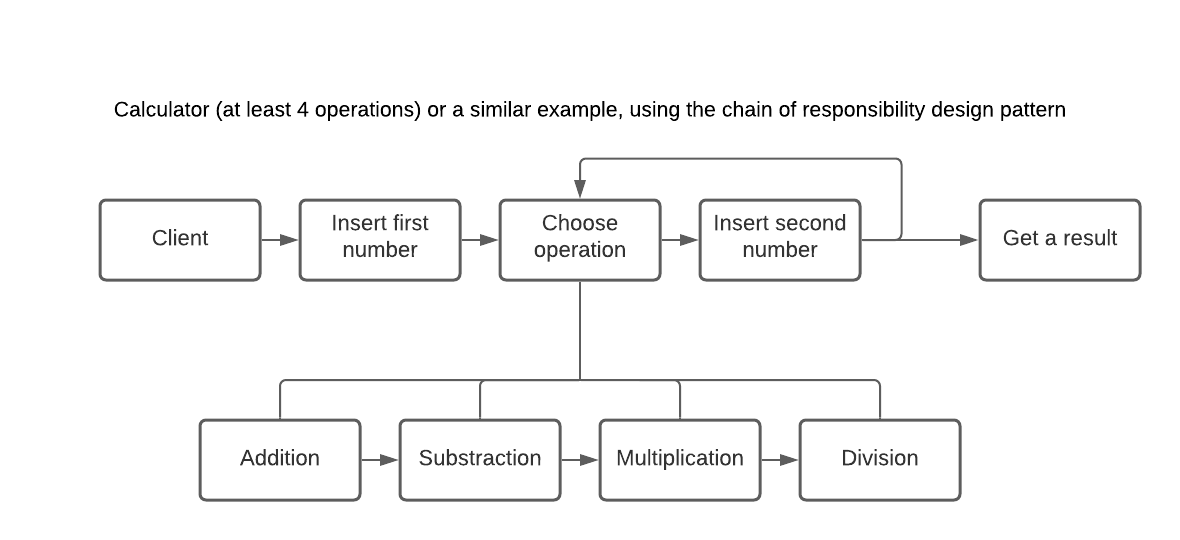 Calculator (at least 4 operations) or a similar example, using the chain of responsibility design pattern
Client
Insert first
number
Choose
operation
Insert second
number
Get a result
Addition
Substraction
Multiplication
Division